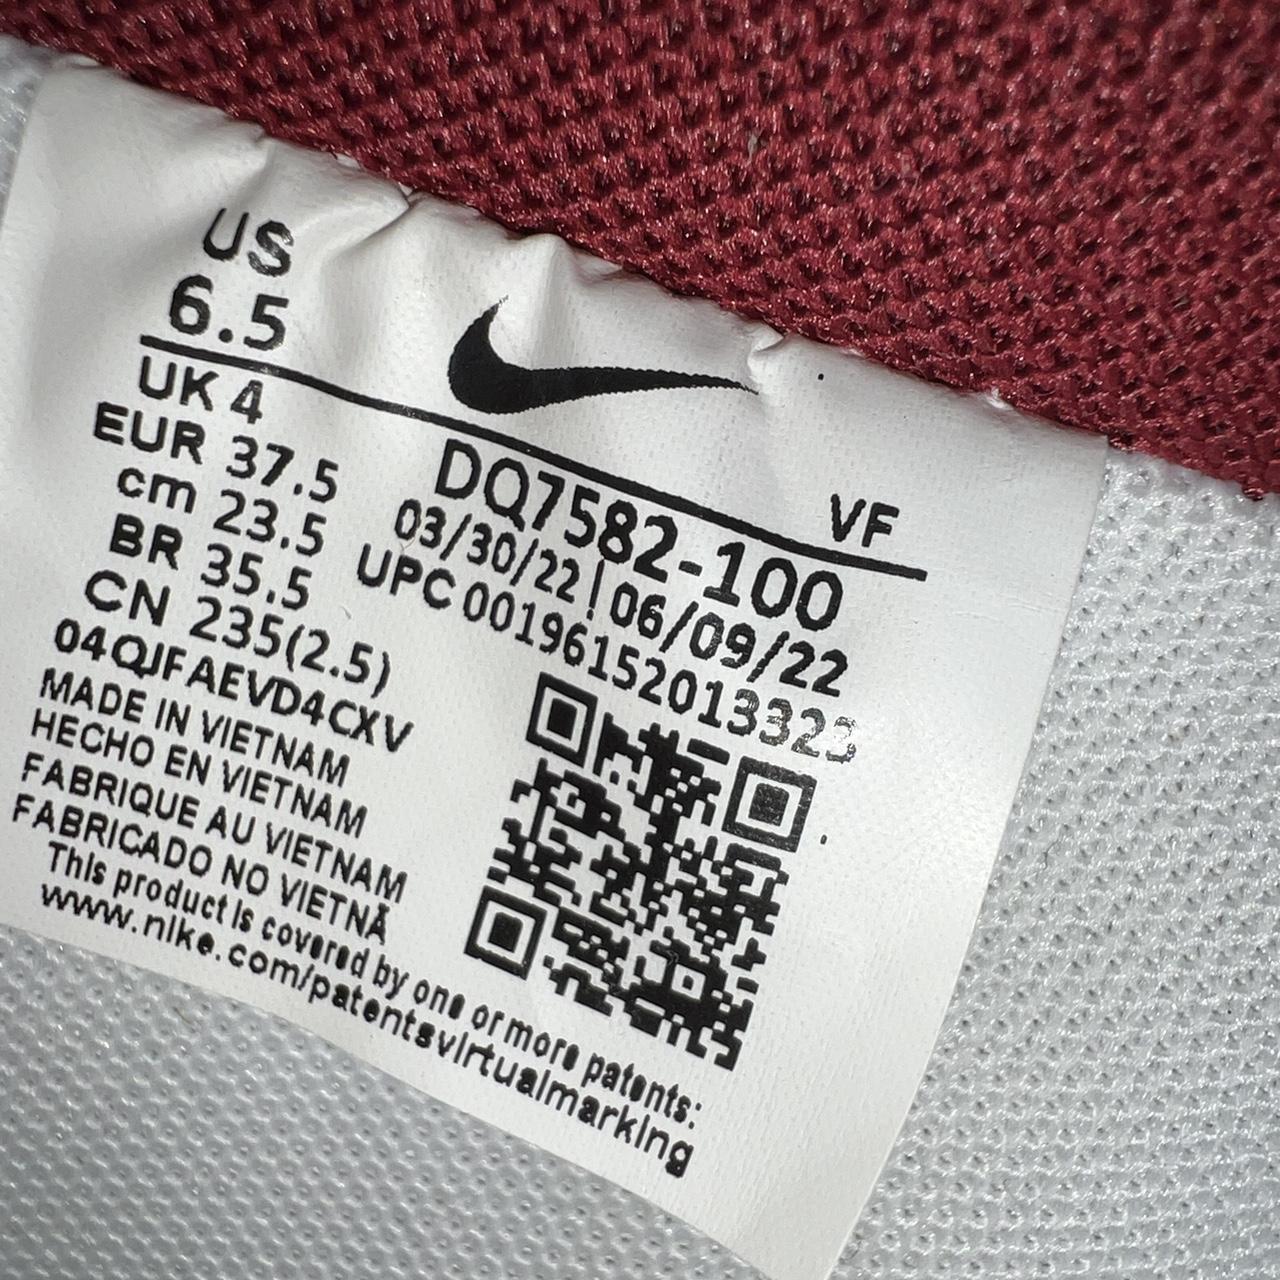 US
6.5
VF
UK 4
EUR 37.5
cm 23.5
BR 35.5
CN 235(2.5)
04QJFAEVD4CXV
DQ7582-100
03/30/22 | 06/09/22
UPC 00196152013323
MADE IN VIETNAM
HECHO EN VIETNAM
FABRIQUE AU VIETNAM
FABRICADO NO VIETNÃ
This product is covered by one or more patents:
www.nike.com/patentsvirtualmarking